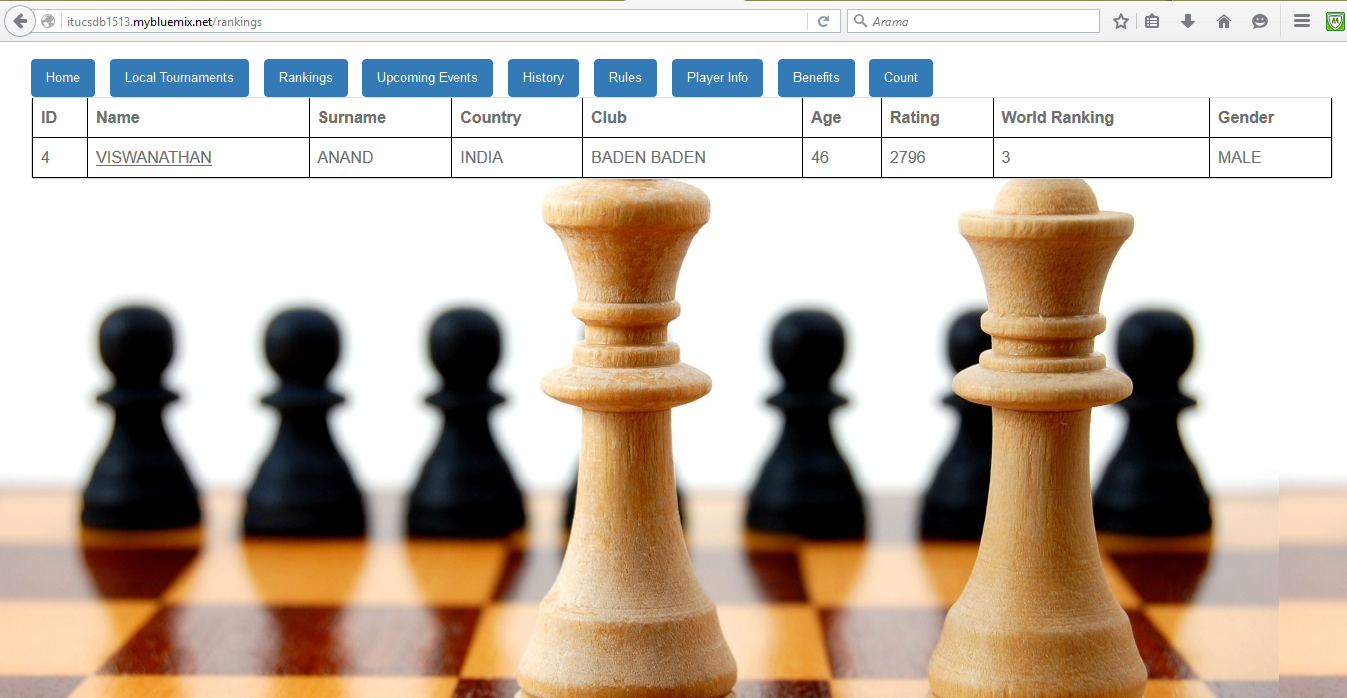 itucsdb1513.mybluemix.net/rankings Arama
Home Local Tournaments Rankings Upcoming Events History Rules Player Info Benefits Count
ID Name Surname Country Club Age Rating World Ranking Gender
4 VISWANATHAN ANAND INDIA BADEN BADEN 46 2796 3 MALE